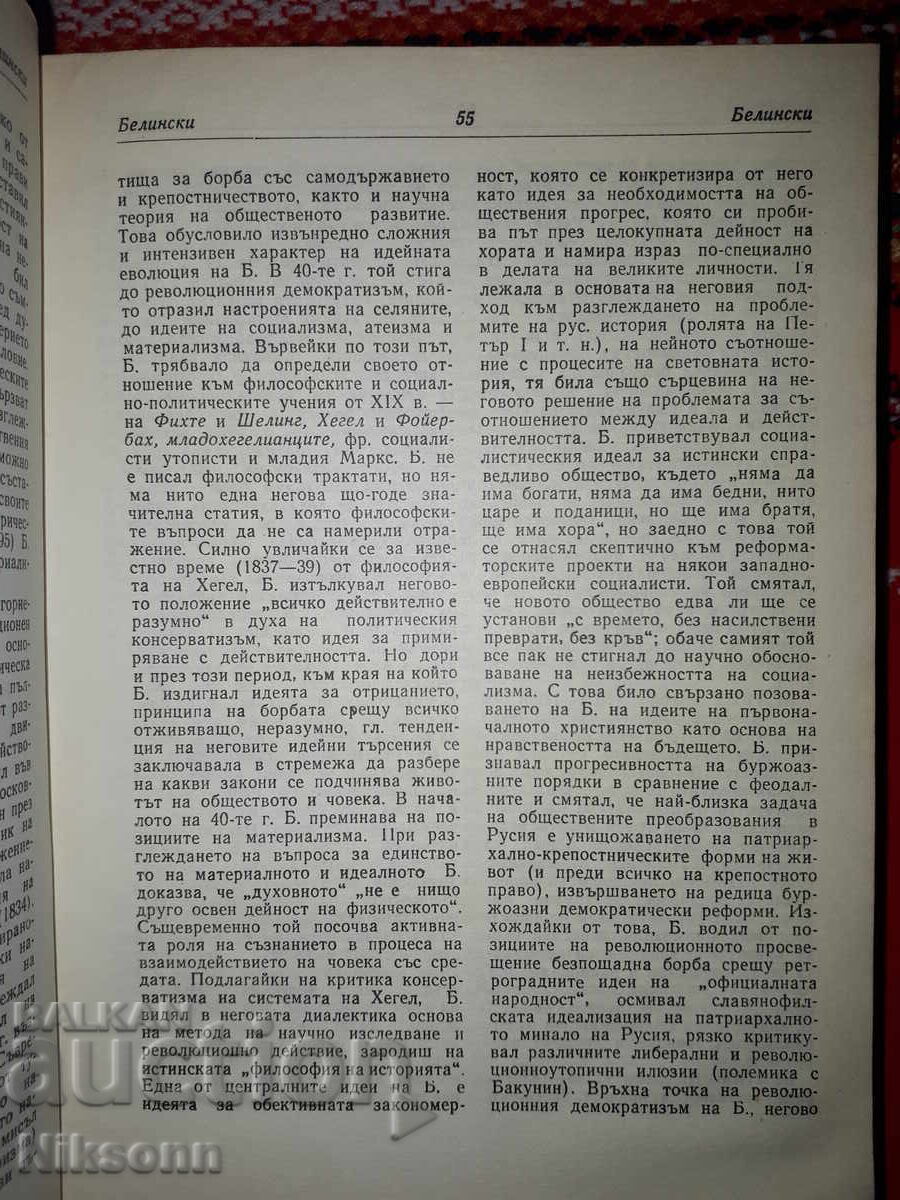 Белински
55
Белински
тища за борба със самодържавието
и крепостничеството, както и научна
теория на общественото развитие.
Това обусловило извънредно сложния
и интензивен характер на идейната
еволюция на Б. В 40-те г. той стига
до революционния демократизъм, кой-
то отразил настроенията на селяните,
до идеите на социализма, атеизма и
материализма. Вървейки по този път,
Б. трябвало да определи своето от-
ношение към философските и социал-
но-политическите учения от XIX в. —
на Фихте и Шелинг, Хегел и Фойер-
бах, младохегелианците, фр. социали-
сти утописти и младия Маркс. Б. не
е писал философски трактати, но ня-
ма нито една негова що-годе зна-
чителна статия, в която философски-
те въпроси да не са намерили отра-
жение. Силно увличайки се за изве-
стно време (1837—39) от философия-
та на Хегел, Б. изтълкувал негово-
то положение „всичко действително е
разумно“ в духа на политическия
консерватизъм, като идея за прими-
ряване с действителността. Но дори
и през този период, към края на който
Б. издигнал идеята за отрицанието,
принципа на борбата срещу всичко
отживяващо, неразумно, гл. тенден-
ция на неговите идейни търсения се
заключавала в стремежа да разбере
на какви закони се подчинява живо-
тът на обществото и човека. В нача-
лото на 40-те г. Б. преминава на по-
зициите на материализма. При раз-
глеждането на въпроса за единство-
то на материалното и идеалното Б.
доказва, че „духовното“ „не е нищо
друго освен дейност на физическото“.
Същевременно той посочва активна-
та роля на съзнанието в процеса на
взаимодействието на човека със сре-
дата. Подлагайки на критика консер-
ватизма на системата на Хегел, Б.
видял в неговата диалектика основа
на метода на научно изследване и
революционно действие, зародиш на
истинската „философия на историята“.
Една от централните идеи на Б. е
идеята за обективната закономер-
ност, която се конкретизира от него
като идея за необходимостта на об-
ществения прогрес, която си проби-
ва път през целокупната дейност на
хората и намира израз по-специално
в делата на великите личности. Тя
лежала в основата на неговия под-
ход към разглеждането на пробле-
мите на рус. история (ролята на Пе-
тър I и т. н.), на нейното съотноше-
ние с процесите на световната исто-
рия, тя била също сърцевина на не-
говото решение на проблемата за съ-
отношението между идеала и дейст-
вителността. Б. приветствувал социа-
листическия идеал за истински спра-
ведливо общество, където „няма да
има богати, няма да има бедни, нито
царе и поданици, но ще има братя,
ще има хора“, но заедно с това той
се отнасял скептично към реформа-
торските проекти на някои западно-
европейски социалисти. Той смятал,
че новото общество едва ли ще се
установи „с времето, без насилствени
преврати, без кръв“; обаче самият той
все пак не стигнал до научно обосно-
ваване на неизбежността на социа-
лизма. С това било свързано позова-
ването на Б. на идеите на първона-
чалното християнство като основа на
нравствеността на бъдещето. Б. при-
знавал прогресивността на буржоаз-
ните порядки в сравнение с феодал-
ните и смятал, че най-близка задача
на обществените преобразования в
Русия е унищожаването на патриар-
хално-крепостническите форми на жи-
вот (и преди всичко на крепостното
право), извършването на редица бур-
жоазни демократически реформи. Из-
хождайки от това, Б. водил от по-
зициите на революционното просве-
щение безпощадна борба срещу рет-
роградните идеи на „официалната
народност“, осмивал славянофил-
ската идеализация на патриархално-
то минало на Русия, рязко критику-
вал различните либерални и револю-
ционноутопични илюзии (полемика с
Бакунин). Връхна точка на револю-
ционния демократизъм на Б., негово
BALKAN
auction
Niksonn